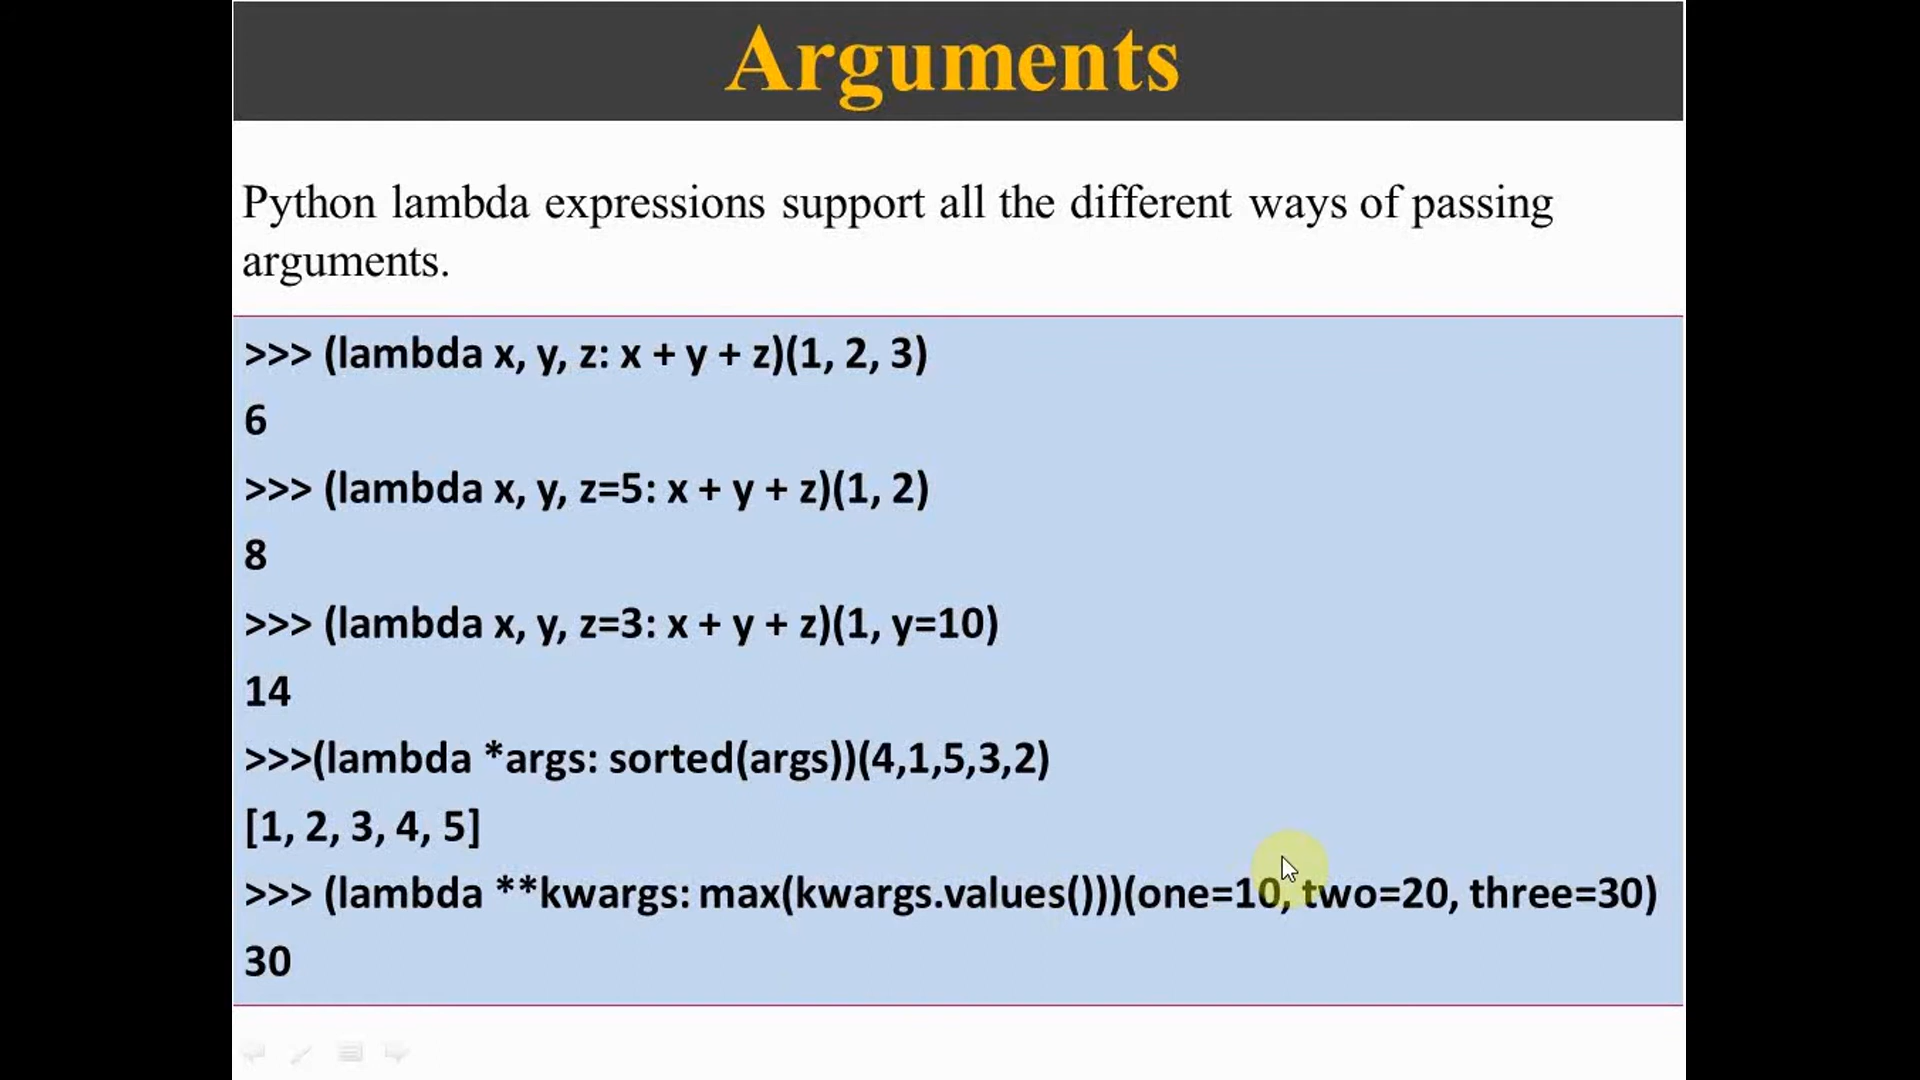 Arguments
Python lambda expressions support all the different ways of passing
arguments.
>>> (lambda x, y, z: x + y + z)(1, 2, 3)
6
>>> (lambda x, y, z=5: x + y + z)(1, 2)
8
>>> (lambda x, y, z=3: x + y + z)(1, y=10)
14
>>>(lambda *args: sorted(args))(4,1,5,3,2)
[1, 2, 3, 4, 5]
>>> (lambda **kwargs: max(kwargs.values()))(one=10, two=20, three=30)
30